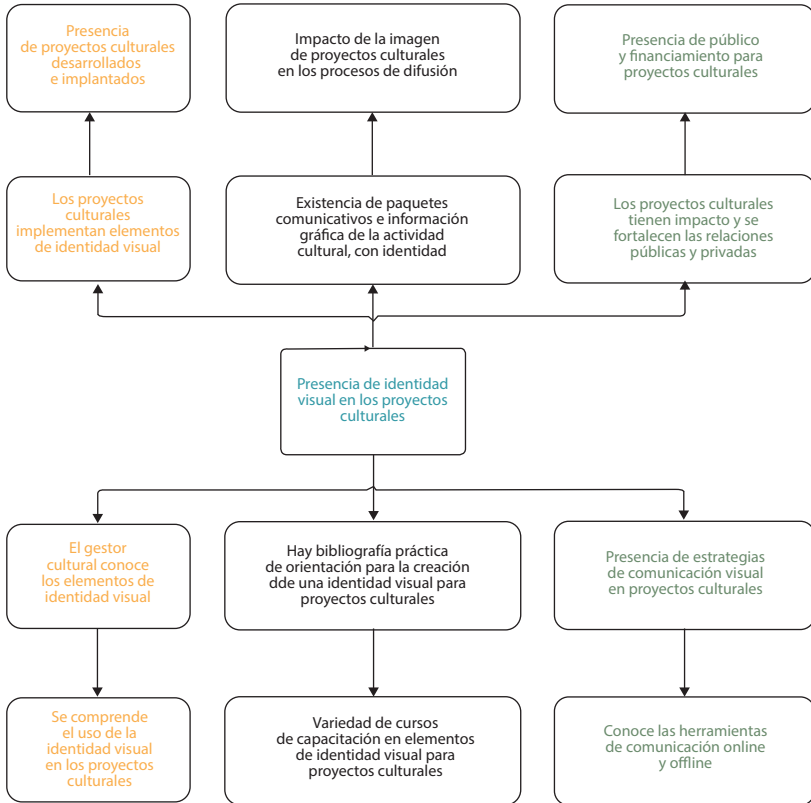 Presencia
de proyectos culturales
desarrollados
e implantados
Impacto de la imagen
de proyectos culturales
en los procesos de difusión
Presencia de público
y financiamiento para
proyectos culturales
Los proyectos
culturales
implementan elementos
de identidad visual
Existencia de paquetes
comunicativos e información
gráfica de la actividad
cultural, con identidad
Los proyectos culturales
tienen impacto y se
fortalecen las relaciones
públicas y privadas
Presencia de identidad
visual en los proyectos
culturales
El gestor
cultural conoce
los elementos de
identidad visual
Hay bibliografía práctica
de orientación para la creación
dde una identidad visual para
proyectos culturales
Presencia de estrategias
de comunicación visual
en proyectos culturales
Se comprende
el uso de la
identidad visual
en los proyectos
culturales
Variedad de cursos
de capacitación en elementos
de identidad visual para
proyectos culturales
Conoce las herramientas
de comunicación online
y offline